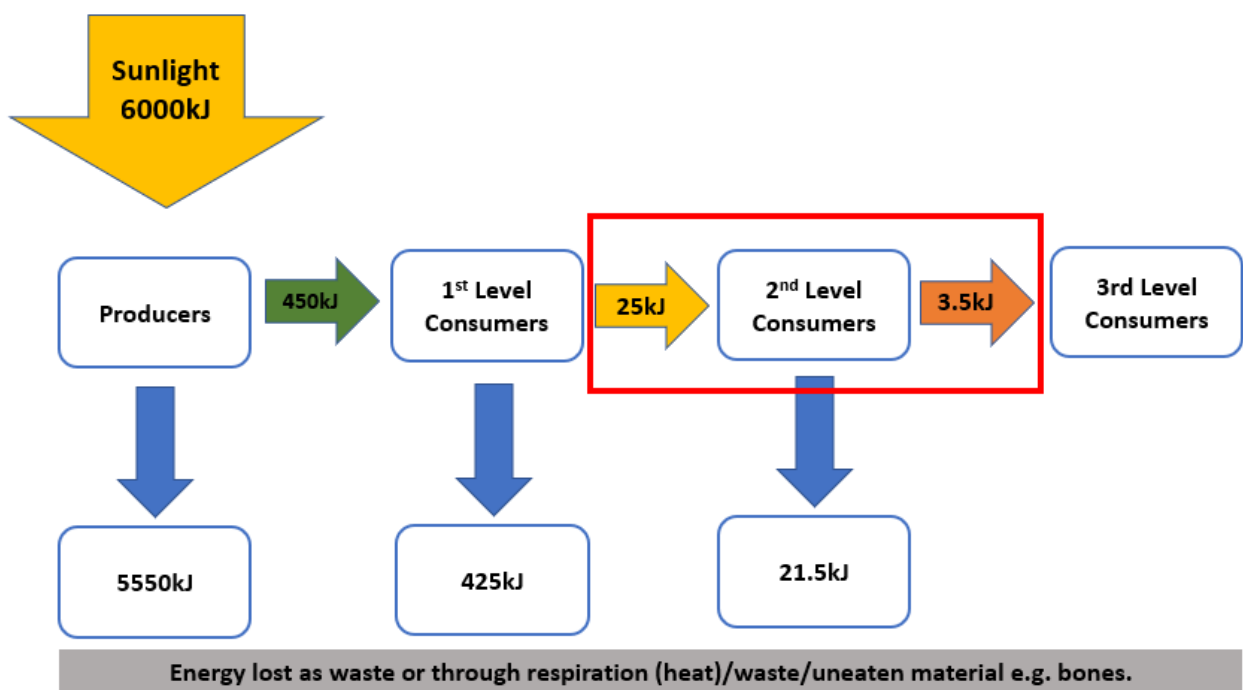 Sunlight
6000kJ
Producers
450kJ
1st Level
Consumers
25kJ
2nd Level
Consumers
3.5kJ
3rd Level
Consumers
5550kJ
425kJ
21.5kJ
Energy lost as waste or through respiration (heat)/waste/uneaten material e.g. bones.